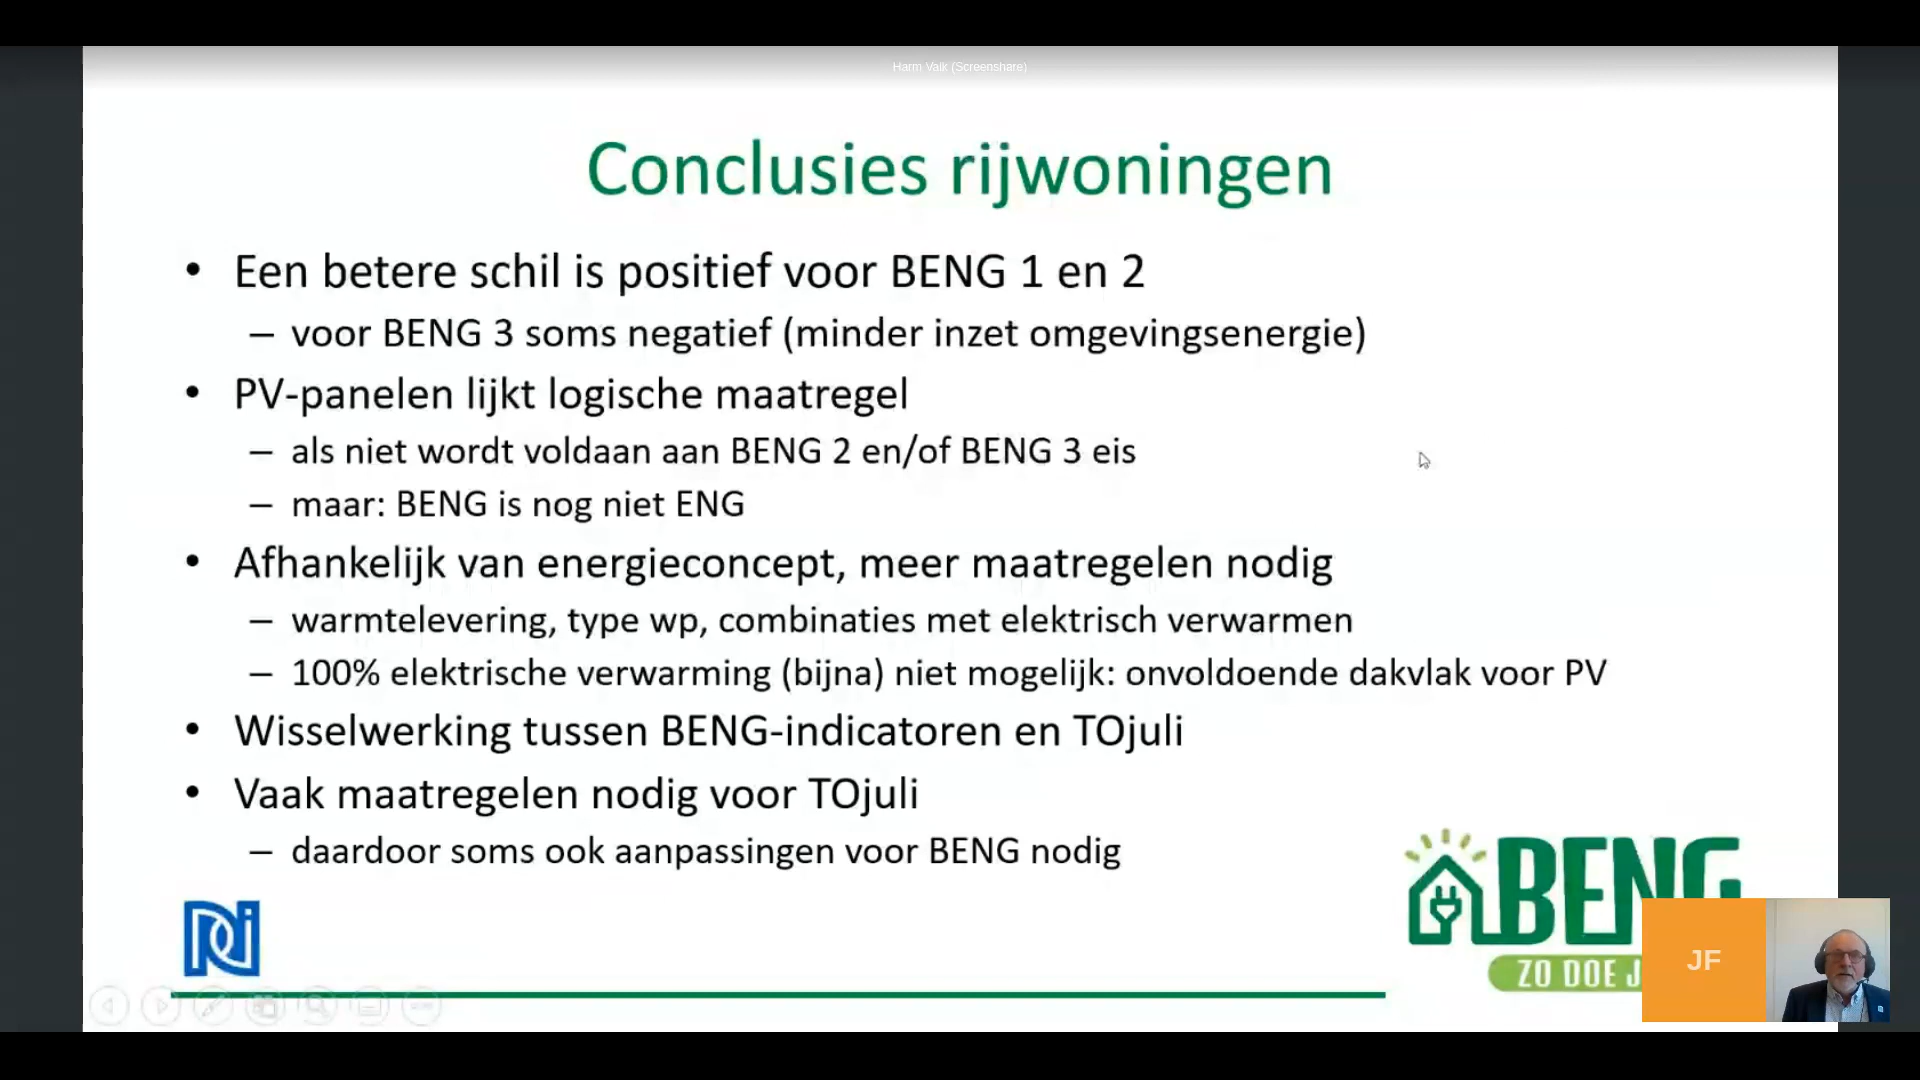 Harm Valk (Screenshare)
Conclusies rijwoningen
• Een betere schil is positief voor BENG 1 en 2
– voor BENG 3 soms negatief (minder inzet omgevingsenergie)
• PV-panelen lijkt logische maatregel
– als niet wordt voldaan aan BENG 2 en/of BENG 3 eis
– maar: BENG is nog niet ENG
• Afhankelijk van energieconcept, meer maatregelen nodig
– warmtelevering, type wp, combinaties met elektrisch verwarmen
– 100% elektrische verwarming (bijna) niet mogelijk: onvoldoende dakvlak voor PV
• Wisselwerking tussen BENG-indicatoren en TOjuli
• Vaak maatregelen nodig voor TOjuli
– daardoor soms ook aanpassingen voor BENG nodig
BENG
ZO DOE J
JF